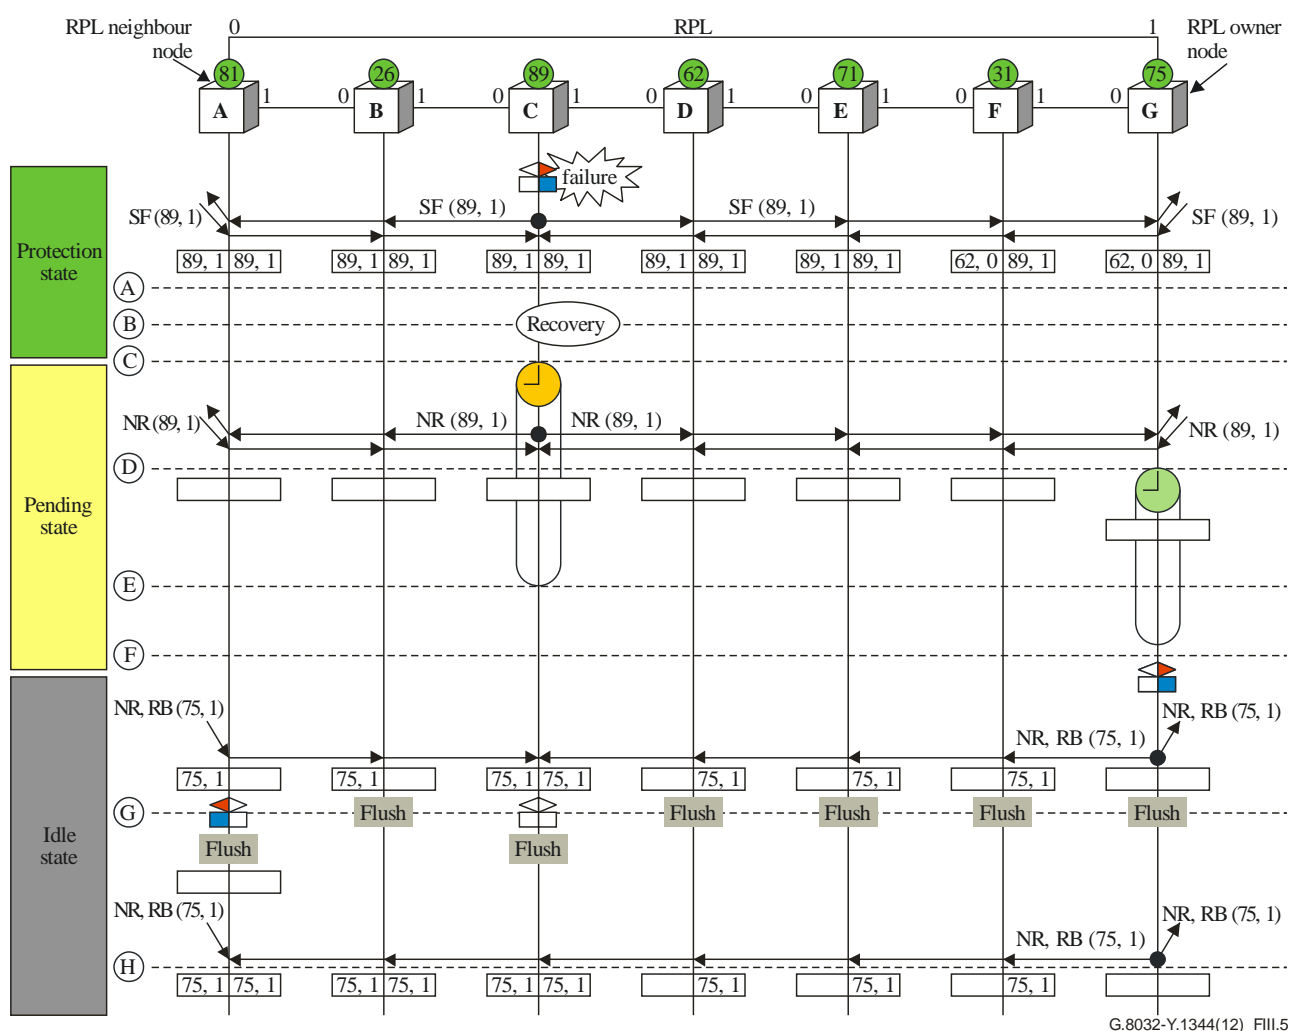 RPL neighbour node
0
RPL
1
RPL owner node
81 26 89 62 71 31 75
A 1 0 B 1 0 C 1 0 D 1 0 E 1 0 F 1 0 G
failure
SF (89, 1) SF (89, 1) SF (89, 1) SF (89, 1)
Protection state
89, 1 89, 1 89, 1 89, 1 89, 1 89, 1 89, 1 89, 1 89, 1 89, 1 62, 0 89, 1 62, 0 89, 1
A
B Recovery
C
NR (89, 1) NR (89, 1) NR (89, 1) NR (89, 1)
D
Pending state
E
F
NR, RB (75, 1) NR, RB (75, 1) NR, RB (75, 1)
75, 1 75, 1 75, 1 75, 1 75, 1 75, 1 75, 1
G Flush Flush Flush Flush Flush
Idle state
Flush Flush
NR, RB (75, 1) NR, RB (75, 1) NR, RB (75, 1)
H
75, 1 75, 1 75, 1 75, 1 75, 1 75, 1 75, 1 75, 1 75, 1
G.8032-Y.1344(12)_FIII.5